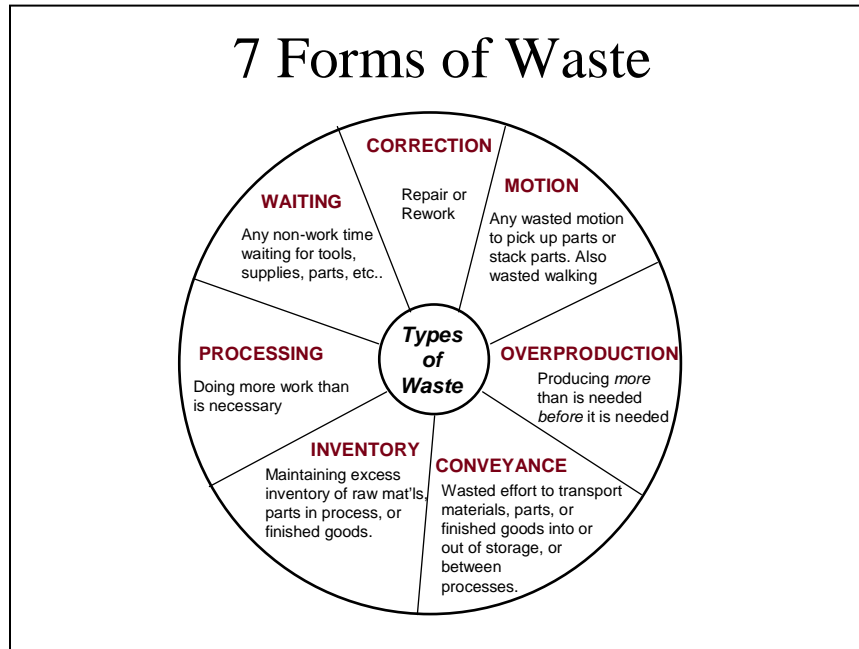 7 Forms of Waste
CORRECTION
Repair or
Rework
MOTION
Any wasted motion
to pick up parts or
stack parts. Also
wasted walking
OVERPRODUCTION
Producing more
than is needed
before it is needed
CONVEYANCE
Wasted effort to transport
materials, parts, or
finished goods into or
out of storage, or
between
processes.
INVENTORY
Maintaining excess
inventory of raw mat'ls,
parts in process, or
finished goods.
PROCESSING
Doing more work than
is necessary
WAITING
Any non-work time
waiting for tools,
supplies, parts, etc..
Types
of
Waste